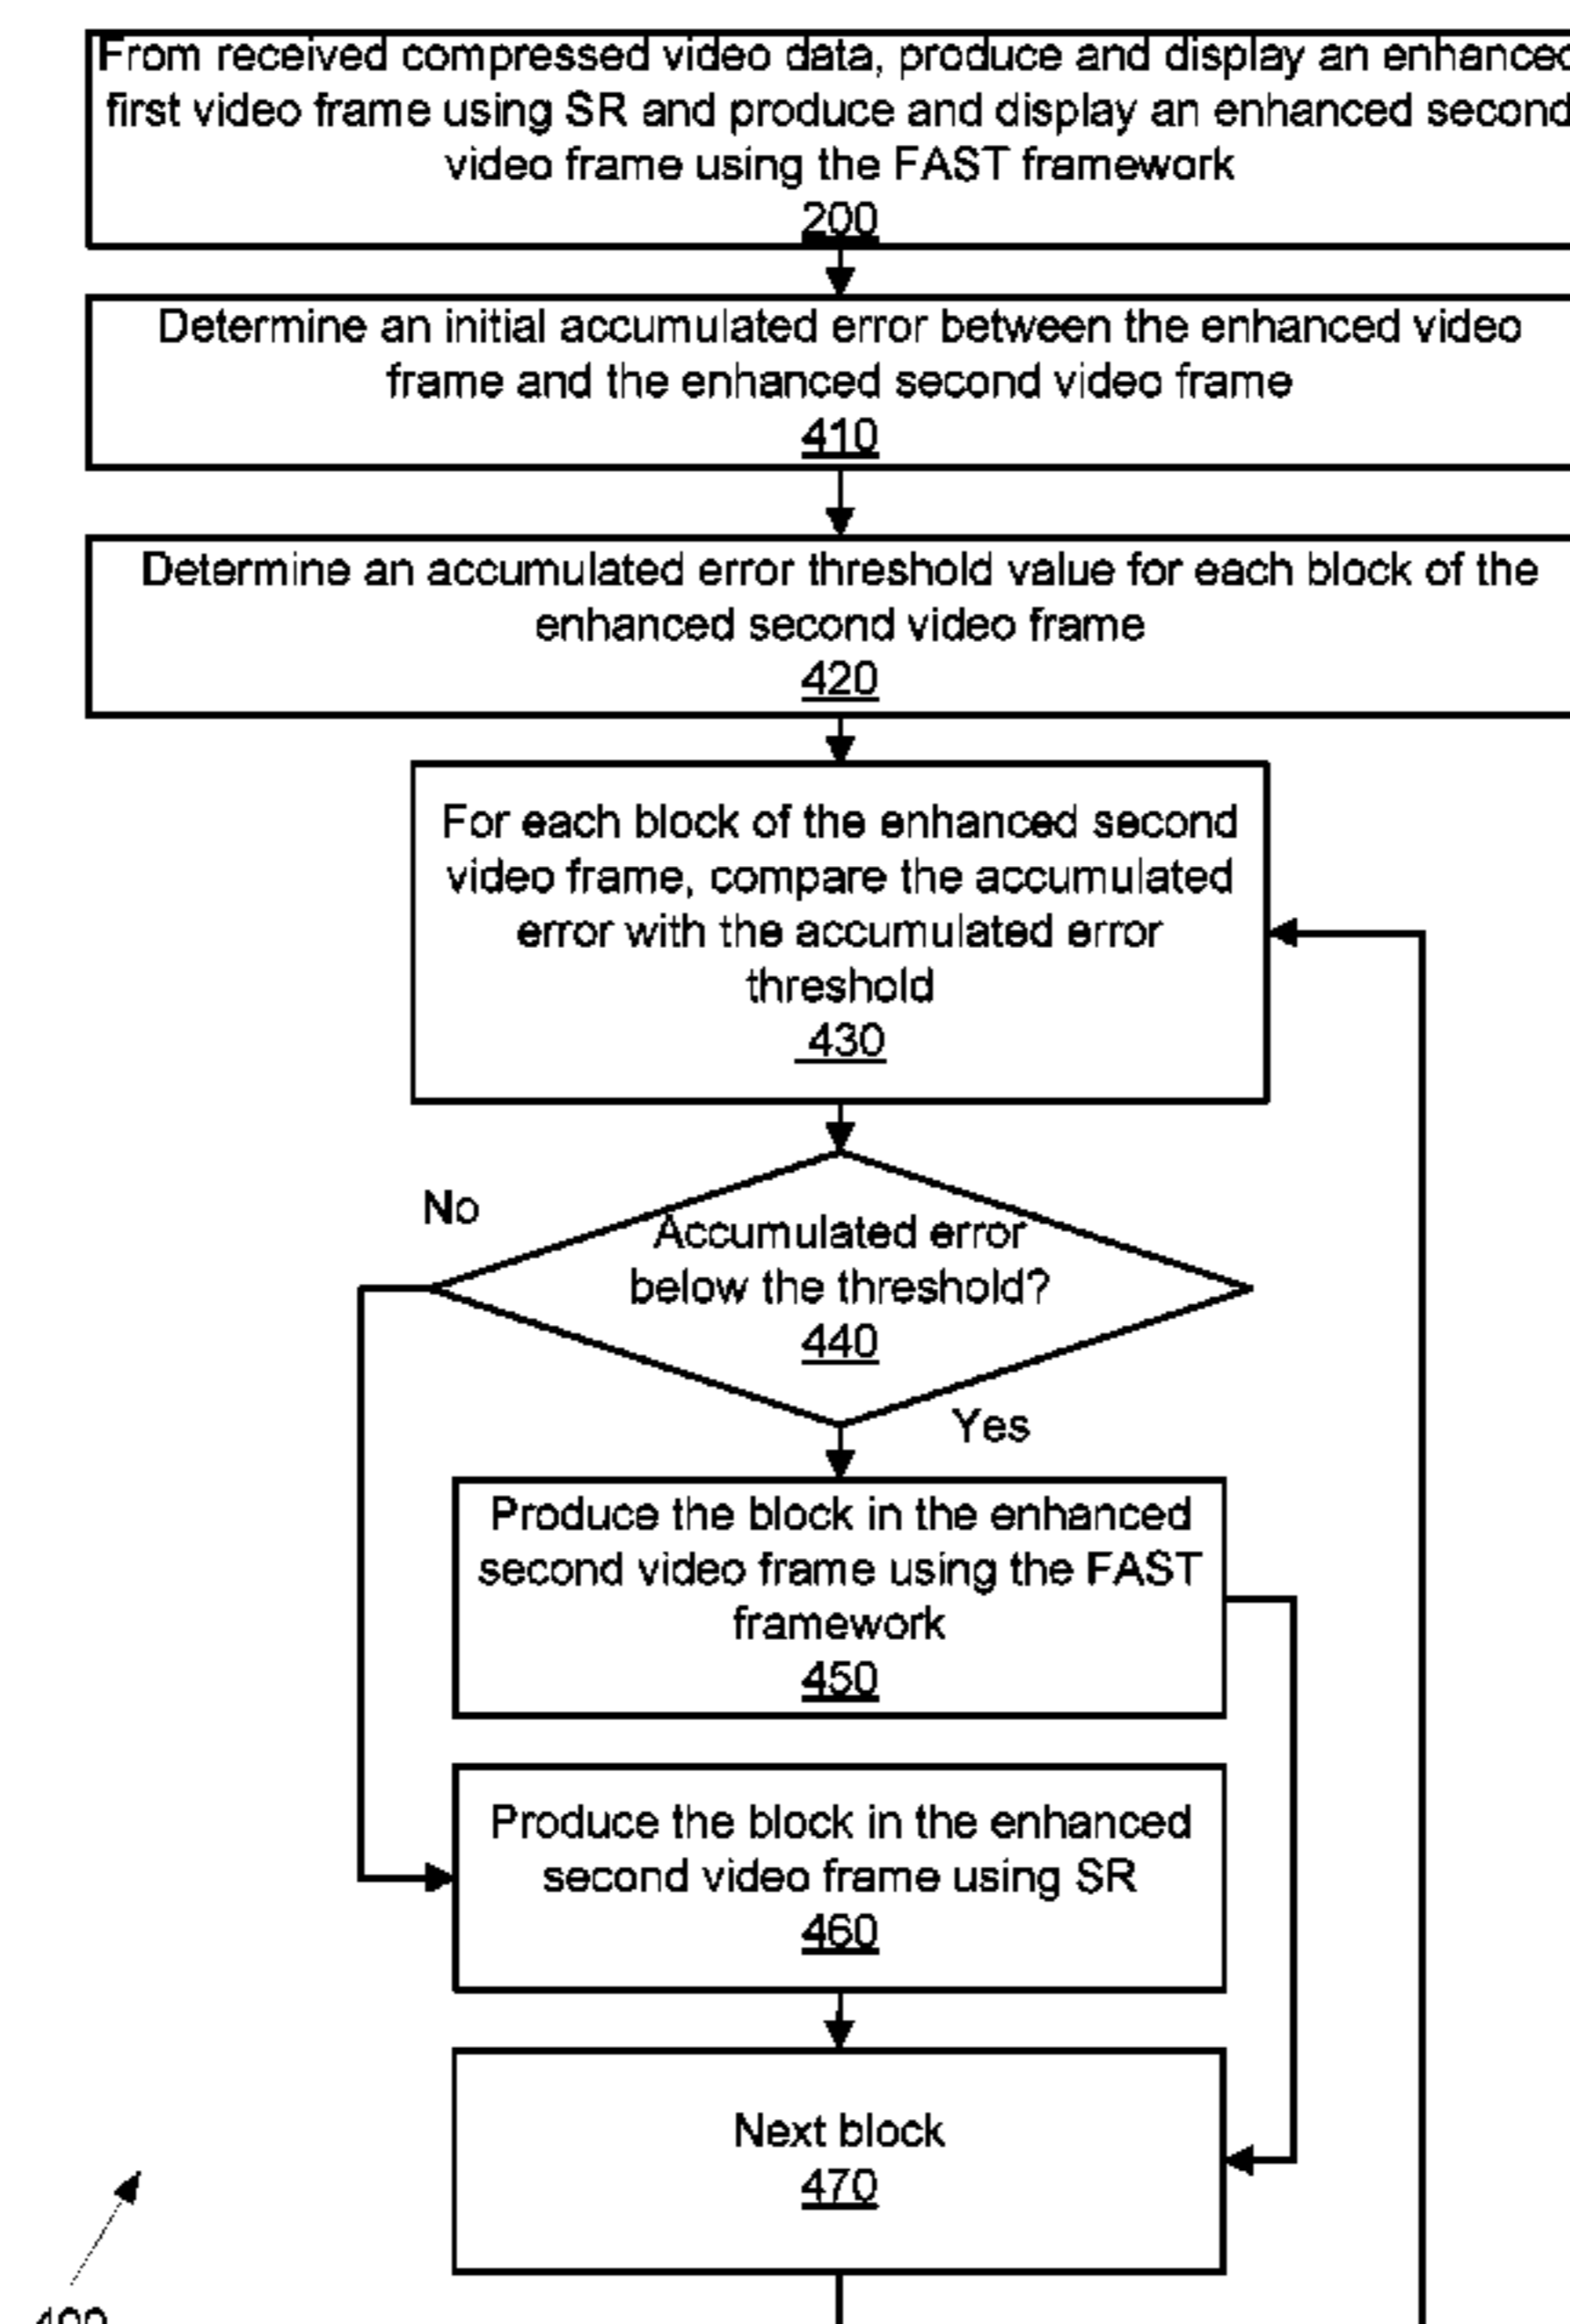 From received compressed video data, produce and display an enhanced
first video frame using SR and produce and display an enhanced second
video frame using the FAST framework
200
Determine an initial accumulated error between the enhanced video
frame and the enhanced second video frame
410
Determine an accumulated error threshold value for each block of the
enhanced second video frame
420
For each block of the enhanced second
video frame, compare the accumulated
error with the accumulated error
threshold
430
No
Accumulated error
below the threshold?
440
Yes
Produce the block in the enhanced
second video frame using the FAST
framework
450
Produce the block in the enhanced
second video frame using SR
460
Next block
470